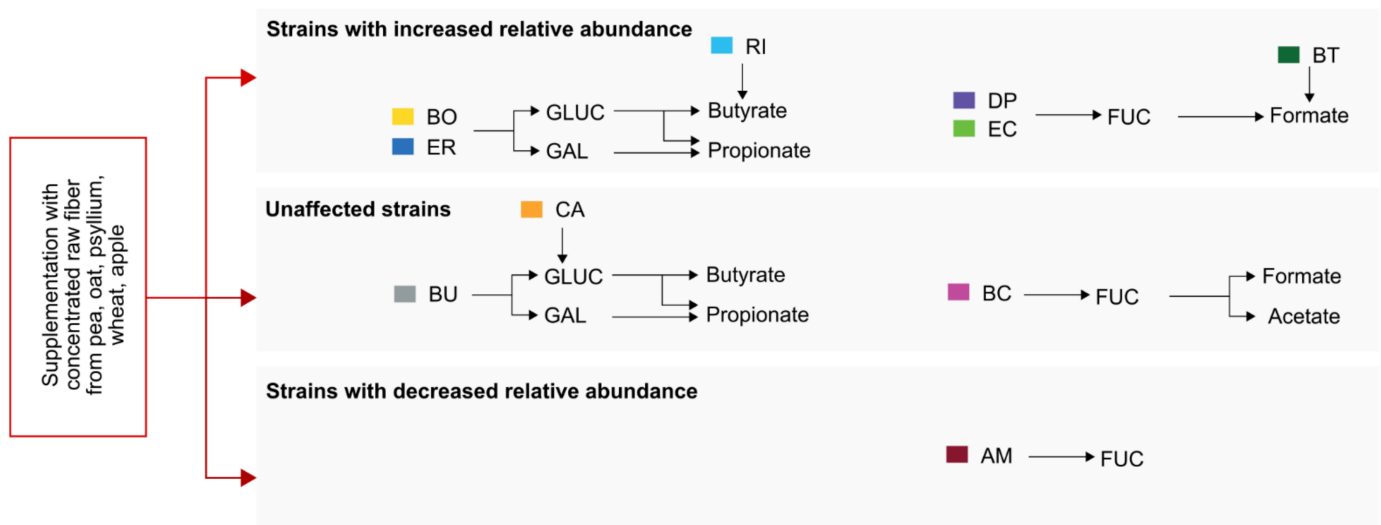 Supplementation with
concentrated raw fiber
from pea, oat, psyllium,
wheat, apple
Strains with increased relative abundance
RI
BO
ER
GLUC
GAL
Butyrate
Propionate
BT
DP
EC
FUC
Formate
Unaffected strains
CA
BU
GLUC
GAL
Butyrate
Propionate
BC
FUC
Formate
Acetate
Strains with decreased relative abundance
AM
FUC